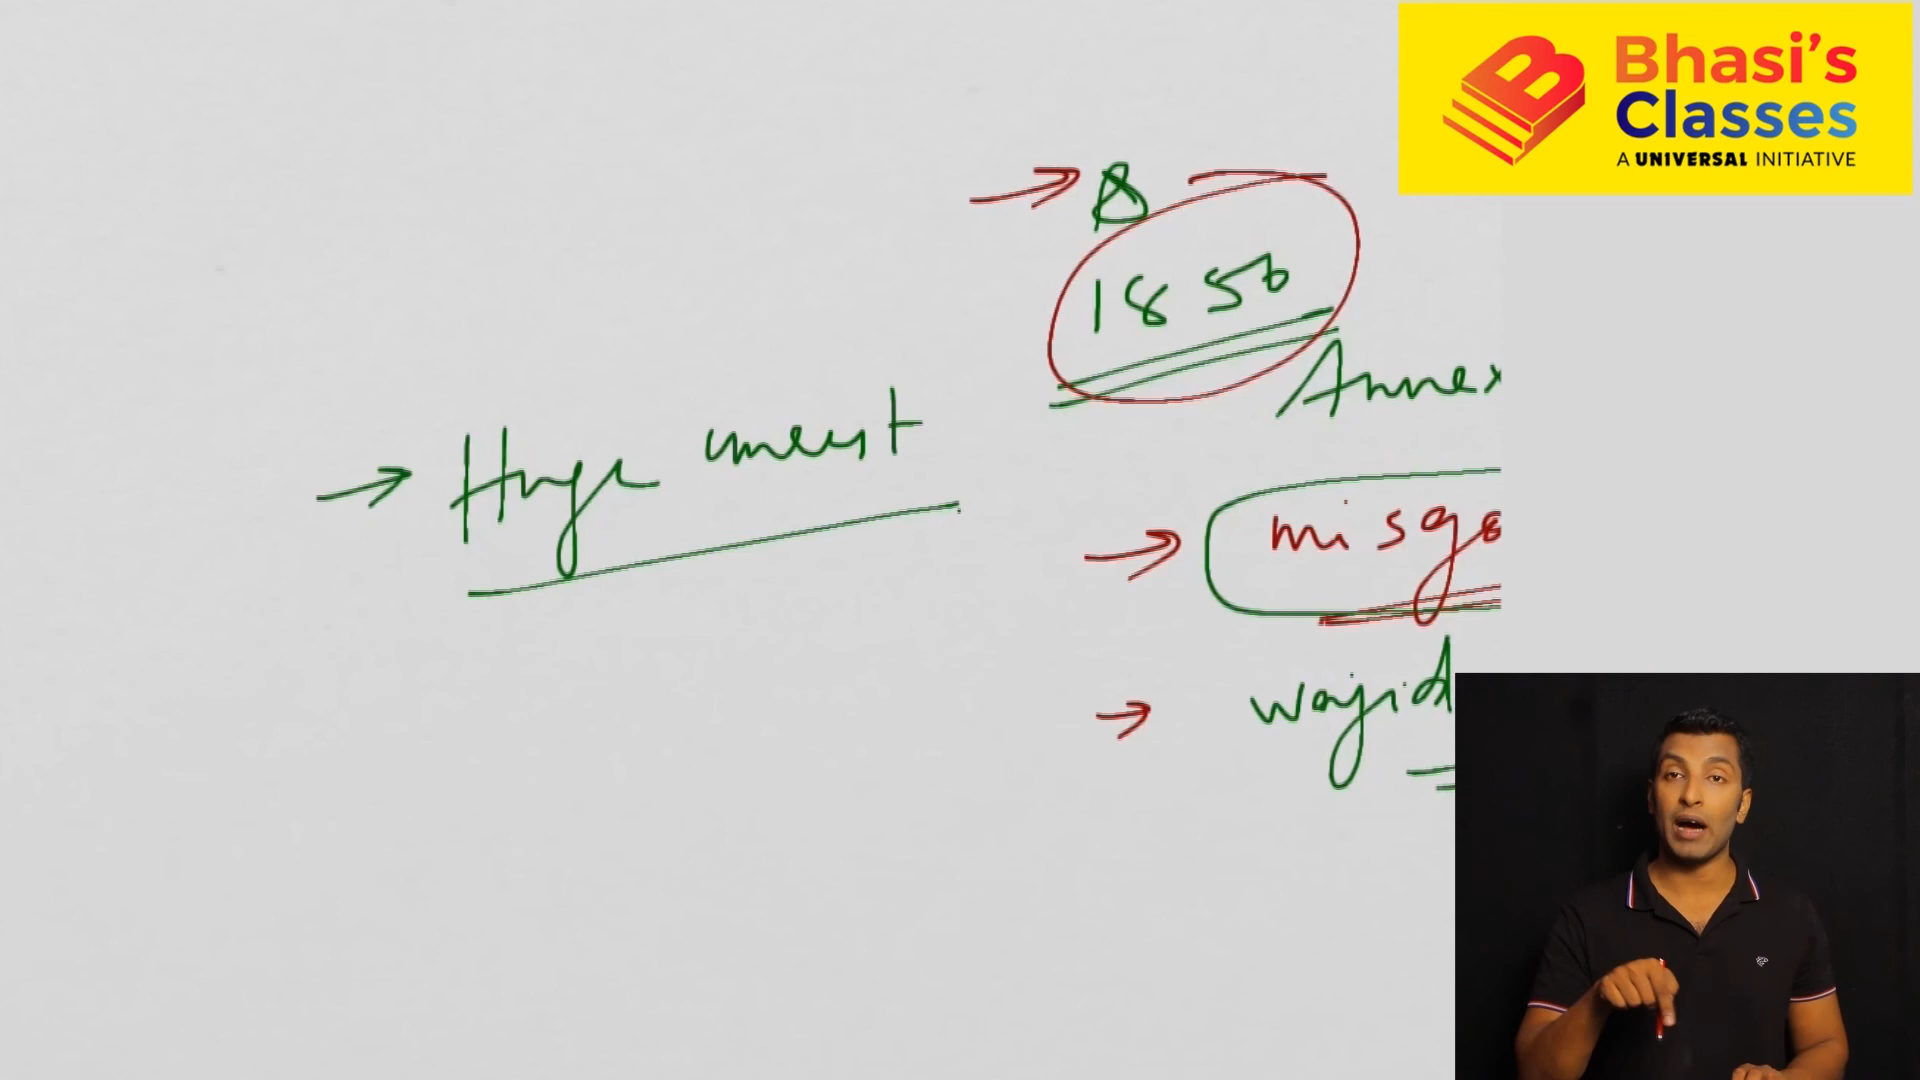 Bhasi's
Classes
A UNIVERSAL INITIATIVE
1856
Annex
→ Huge unrest
→ misgo
→ wajid